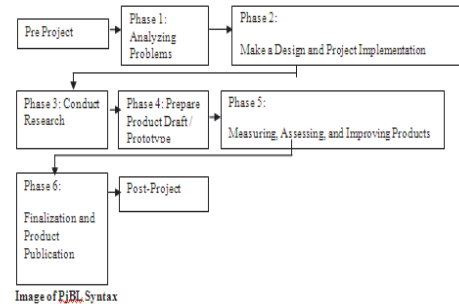 Pre Project
Phase 1:
Analyzing
Problems
Phase 2:
Make a Design and Project Implementation
Phase 3: Conduct
Research
Phase 4: Prepare
Product Draft /
Prototype
Phase 5:
Measuring, Assessing, and Improving Products
Phase 6:
Finalization and
Product
Publication
Post-Project
Image of PjBL Syntax